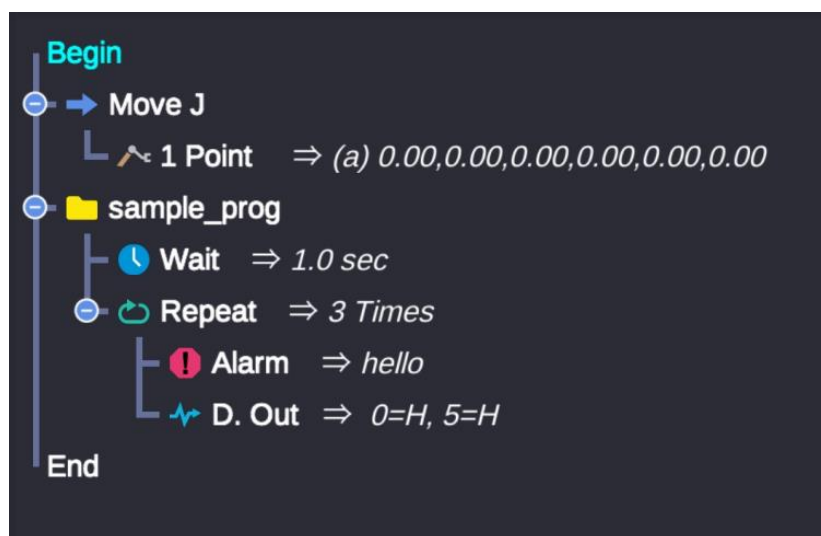 Begin
Move J
1 Point ⇒ (a) 0.00,0.00,0.00,0.00,0.00,0.00
sample_prog
Wait ⇒ 1.0 sec
Repeat ⇒ 3 Times
Alarm ⇒ hello
D. Out ⇒ 0=H, 5=H
End